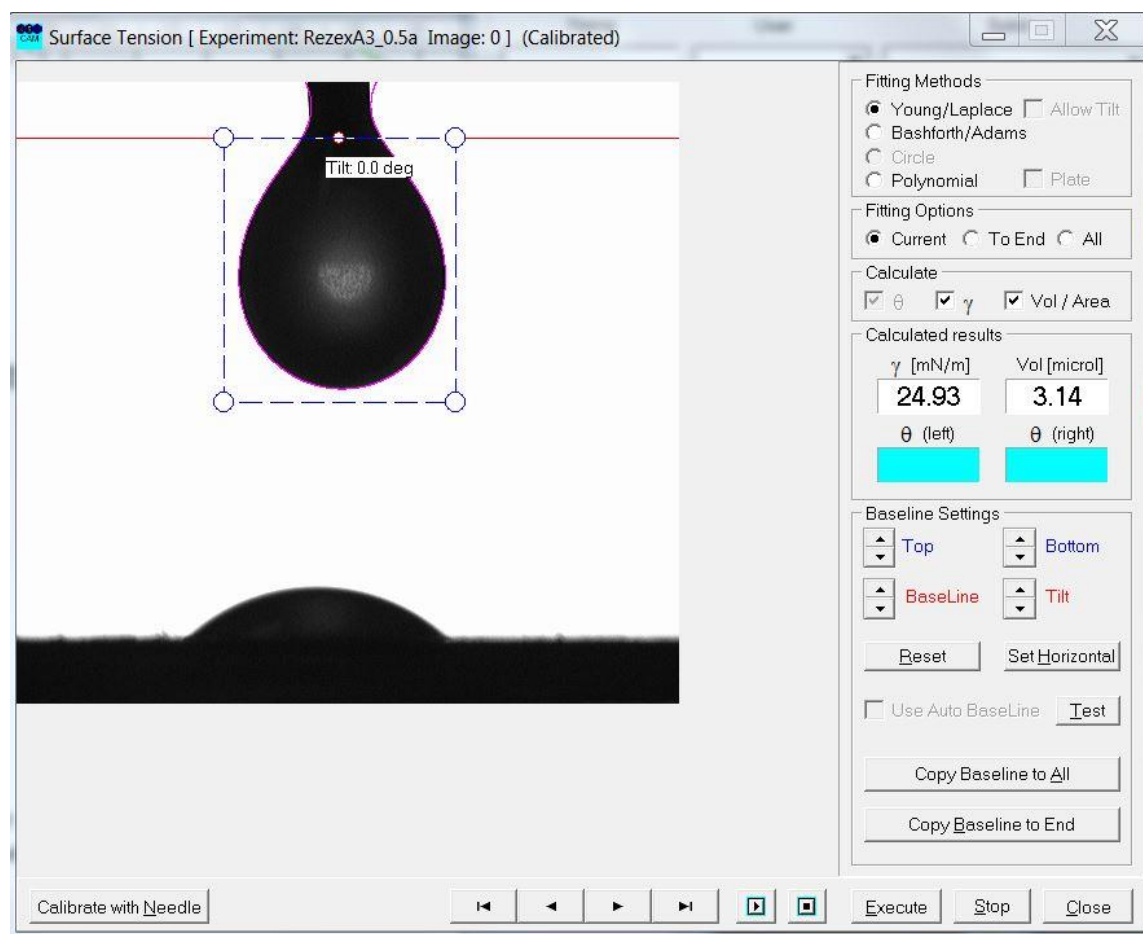 CAM
Surface Tension [ Experiment: RezexA3_0.5a Image: 0 ] (Calibrated)
Tilt: 0.0 deg
Fitting Methods
Young/Laplace Allow Tilt
Bashforth/Adams
Circle
Polynomial Plate
Fitting Options
Current To End All
Calculate
θ γ Vol / Area
Calculated results
γ [mN/m] Vol [microl]
24.93 3.14
θ (left) θ (right)
Baseline Settings
Top Bottom
BaseLine Tilt
Reset Set Horizontal
Use Auto BaseLine Test
Copy Baseline to All
Copy Baseline to End
Calibrate with Needle Execute Stop Close